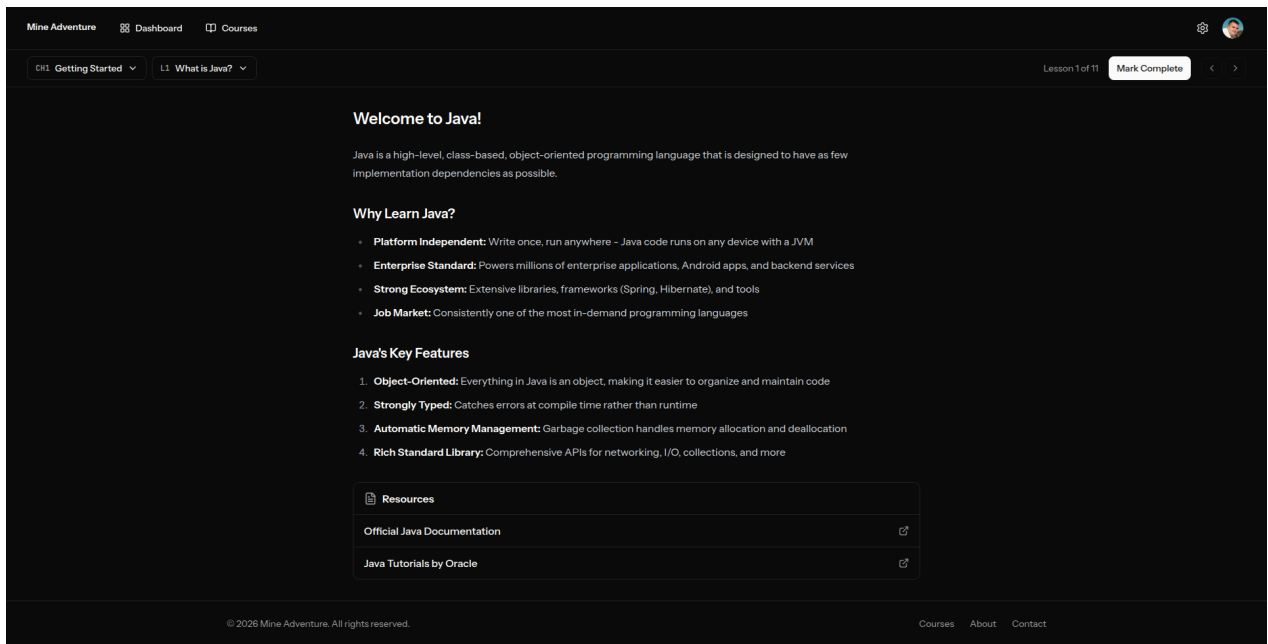 Mine Adventure Dashboard Courses
CH1 Getting Started L1 What is Java? Lesson 1 of 11 Mark Complete
Welcome to Java!
Java is a high-level, class-based, object-oriented programming language that is designed to have as few
implementation dependencies as possible.
Why Learn Java?
• Platform Independent: Write once, run anywhere - Java code runs on any device with a JVM
• Enterprise Standard: Powers millions of enterprise applications, Android apps, and backend services
• Strong Ecosystem: Extensive libraries, frameworks (Spring, Hibernate), and tools
• Job Market: Consistently one of the most in-demand programming languages
Java's Key Features
1. Object-Oriented: Everything in Java is an object, making it easier to organize and maintain code
2. Strongly Typed: Catches errors at compile time rather than runtime
3. Automatic Memory Management: Garbage collection handles memory allocation and deallocation
4. Rich Standard Library: Comprehensive APIs for networking, I/O, collections, and more
Resources
Official Java Documentation
Java Tutorials by Oracle
© 2026 Mine Adventure. All rights reserved. Courses About Contact